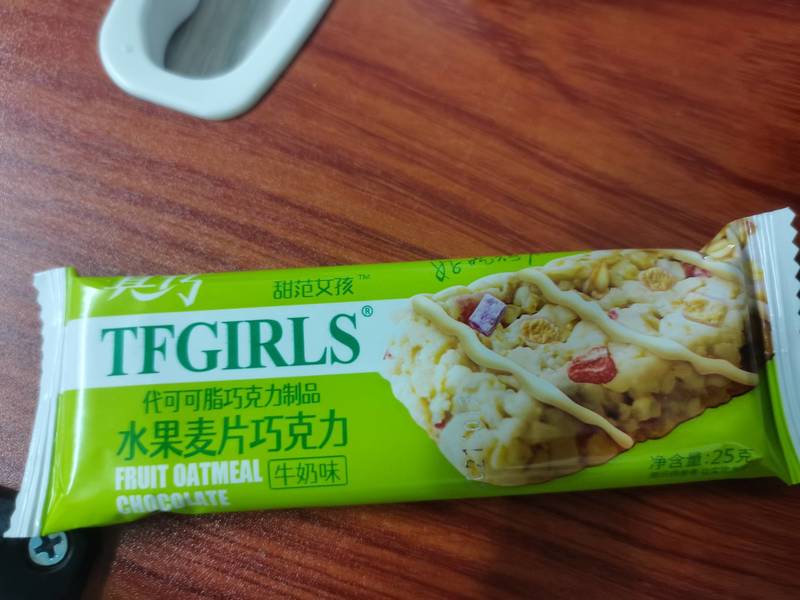 甜范女孩™
TFGIRLS®
代可可脂巧克力制品
水果麦片巧克力
FRUIT OATMEAL
CHOCOLATE
牛奶味
净含量:25克